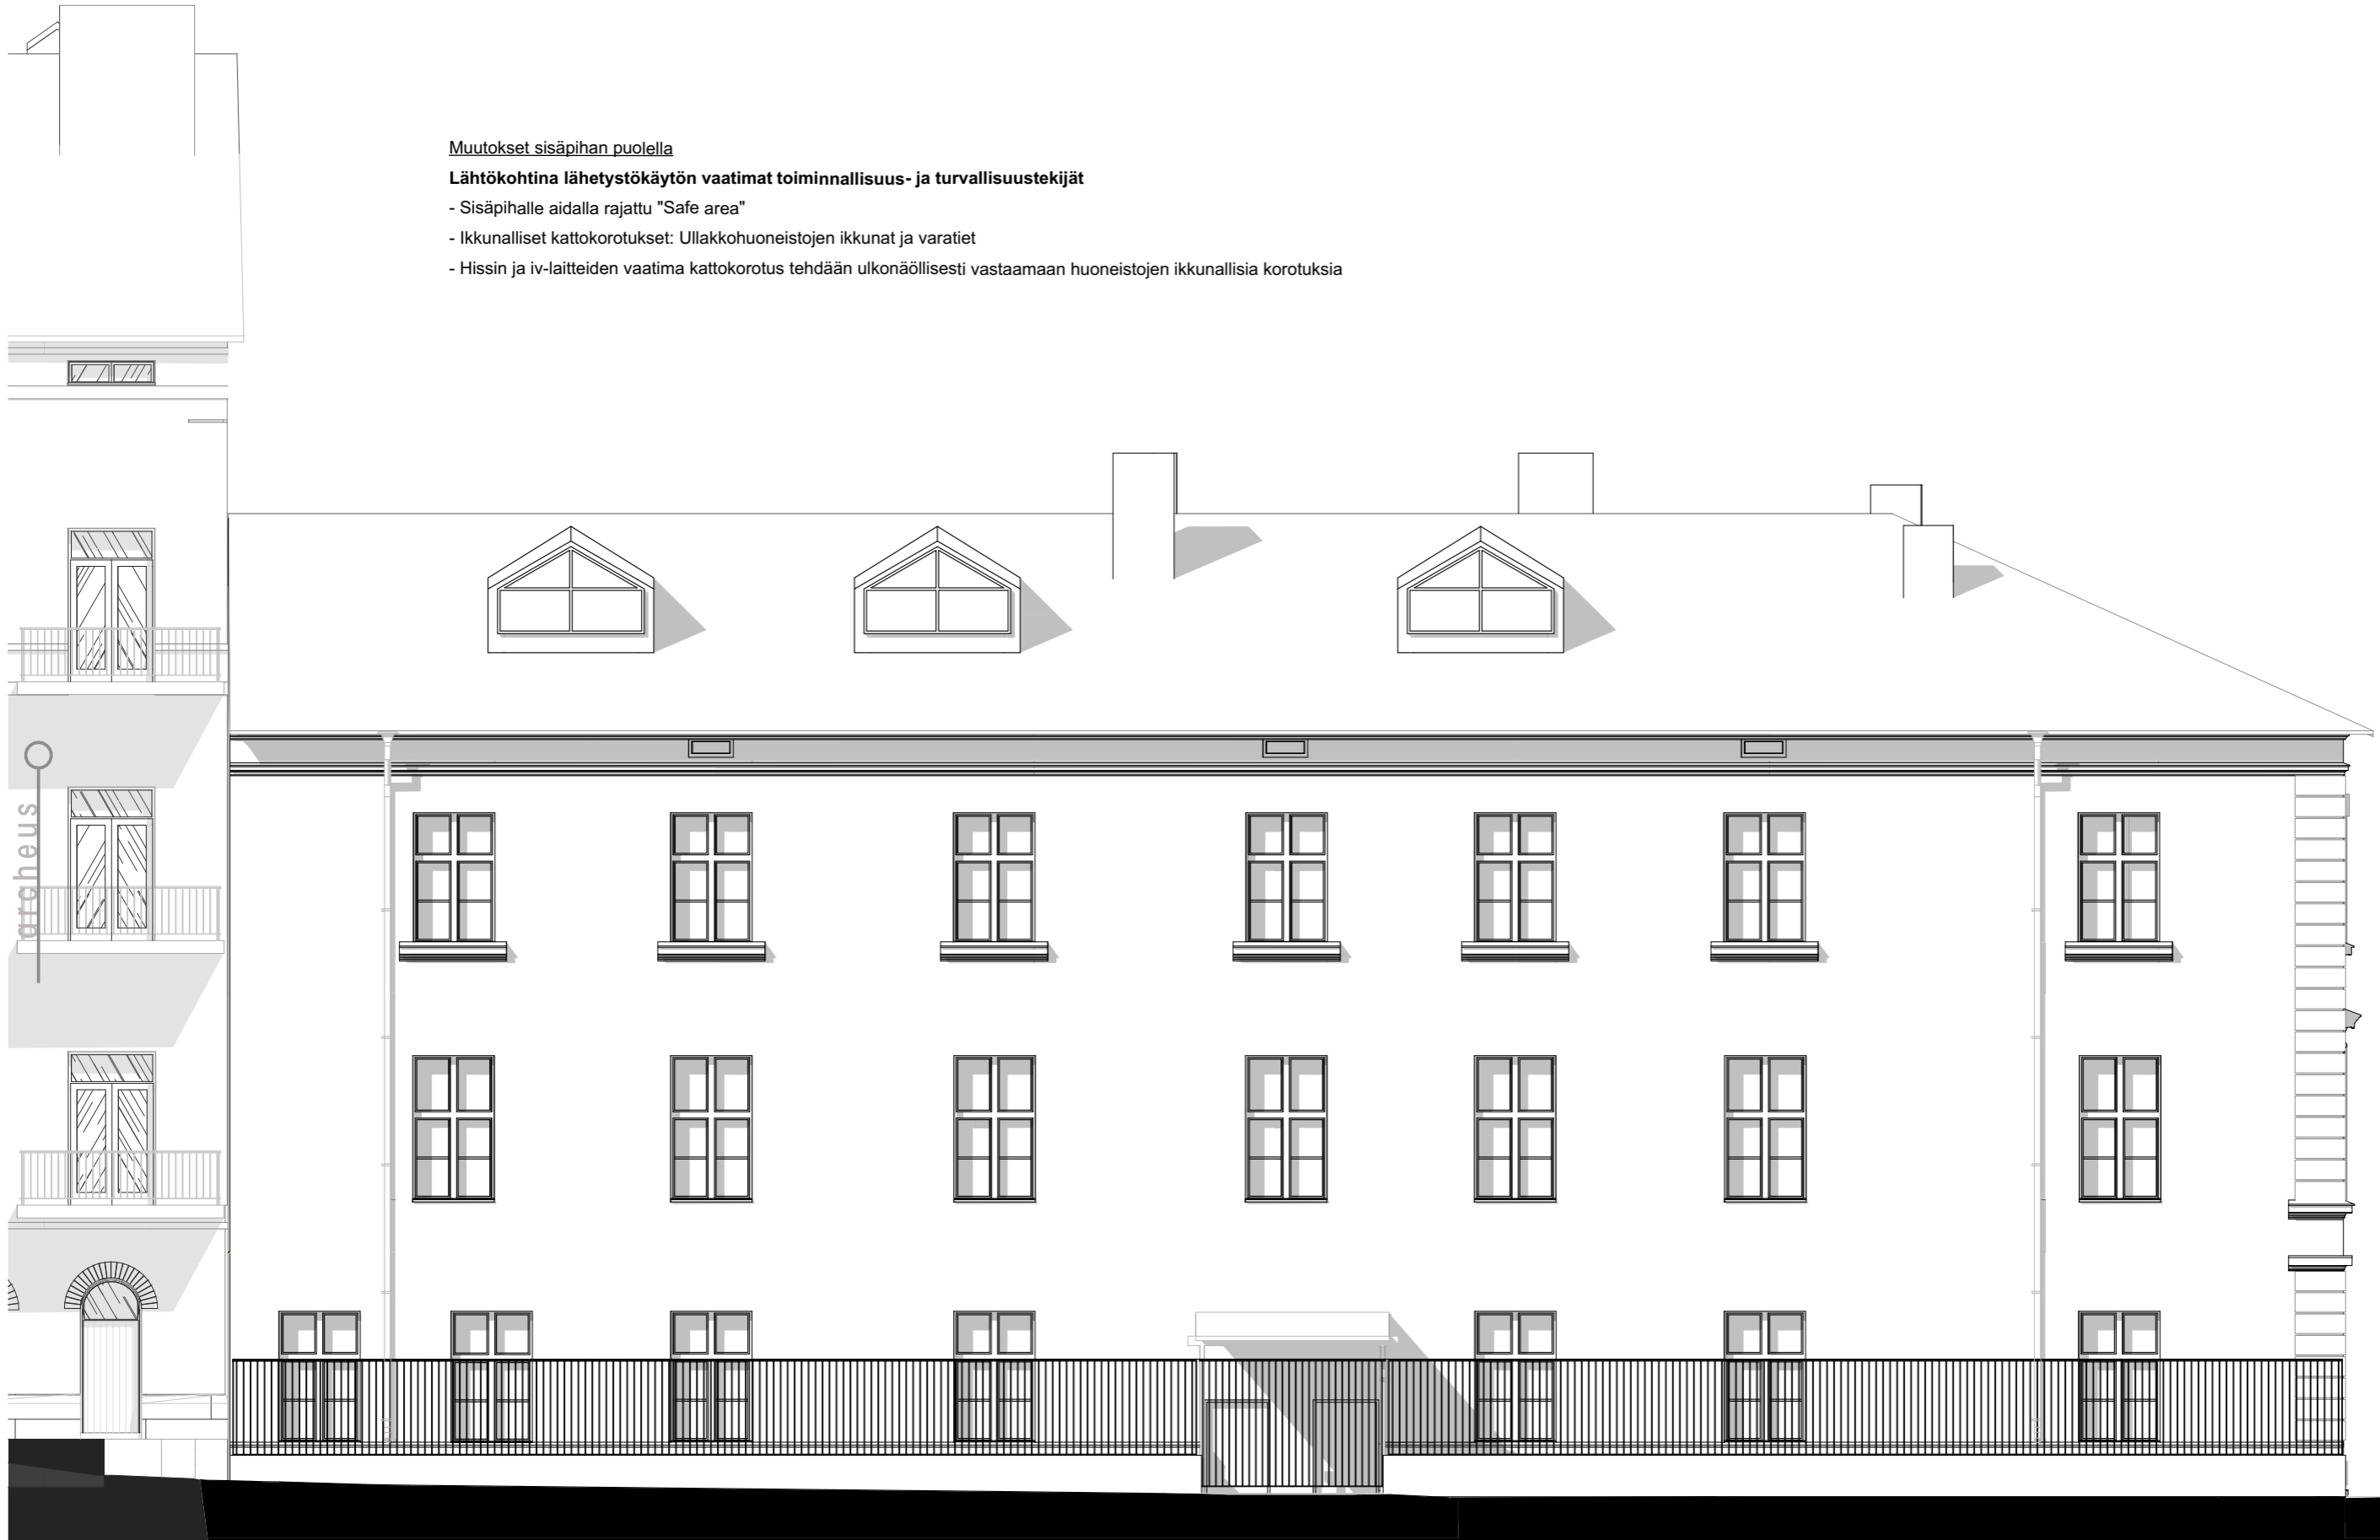 Muutokset sisäpihan puolella
Lähtökohtina lähetystökäytön vaatimat toiminnallisuus- ja turvallisuustekijät
- Sisäpihalle aidalla rajattu "Safe area"
- Ikkunalliset kattokorotukset: Ullakkohuoneistojen ikkunat ja varatiet
- Hissin ja iv-laitteiden vaatima kattokorotus tehdään ulkonäöllisesti vastaamaan huoneistojen ikkunallisia korotuksia
archeus